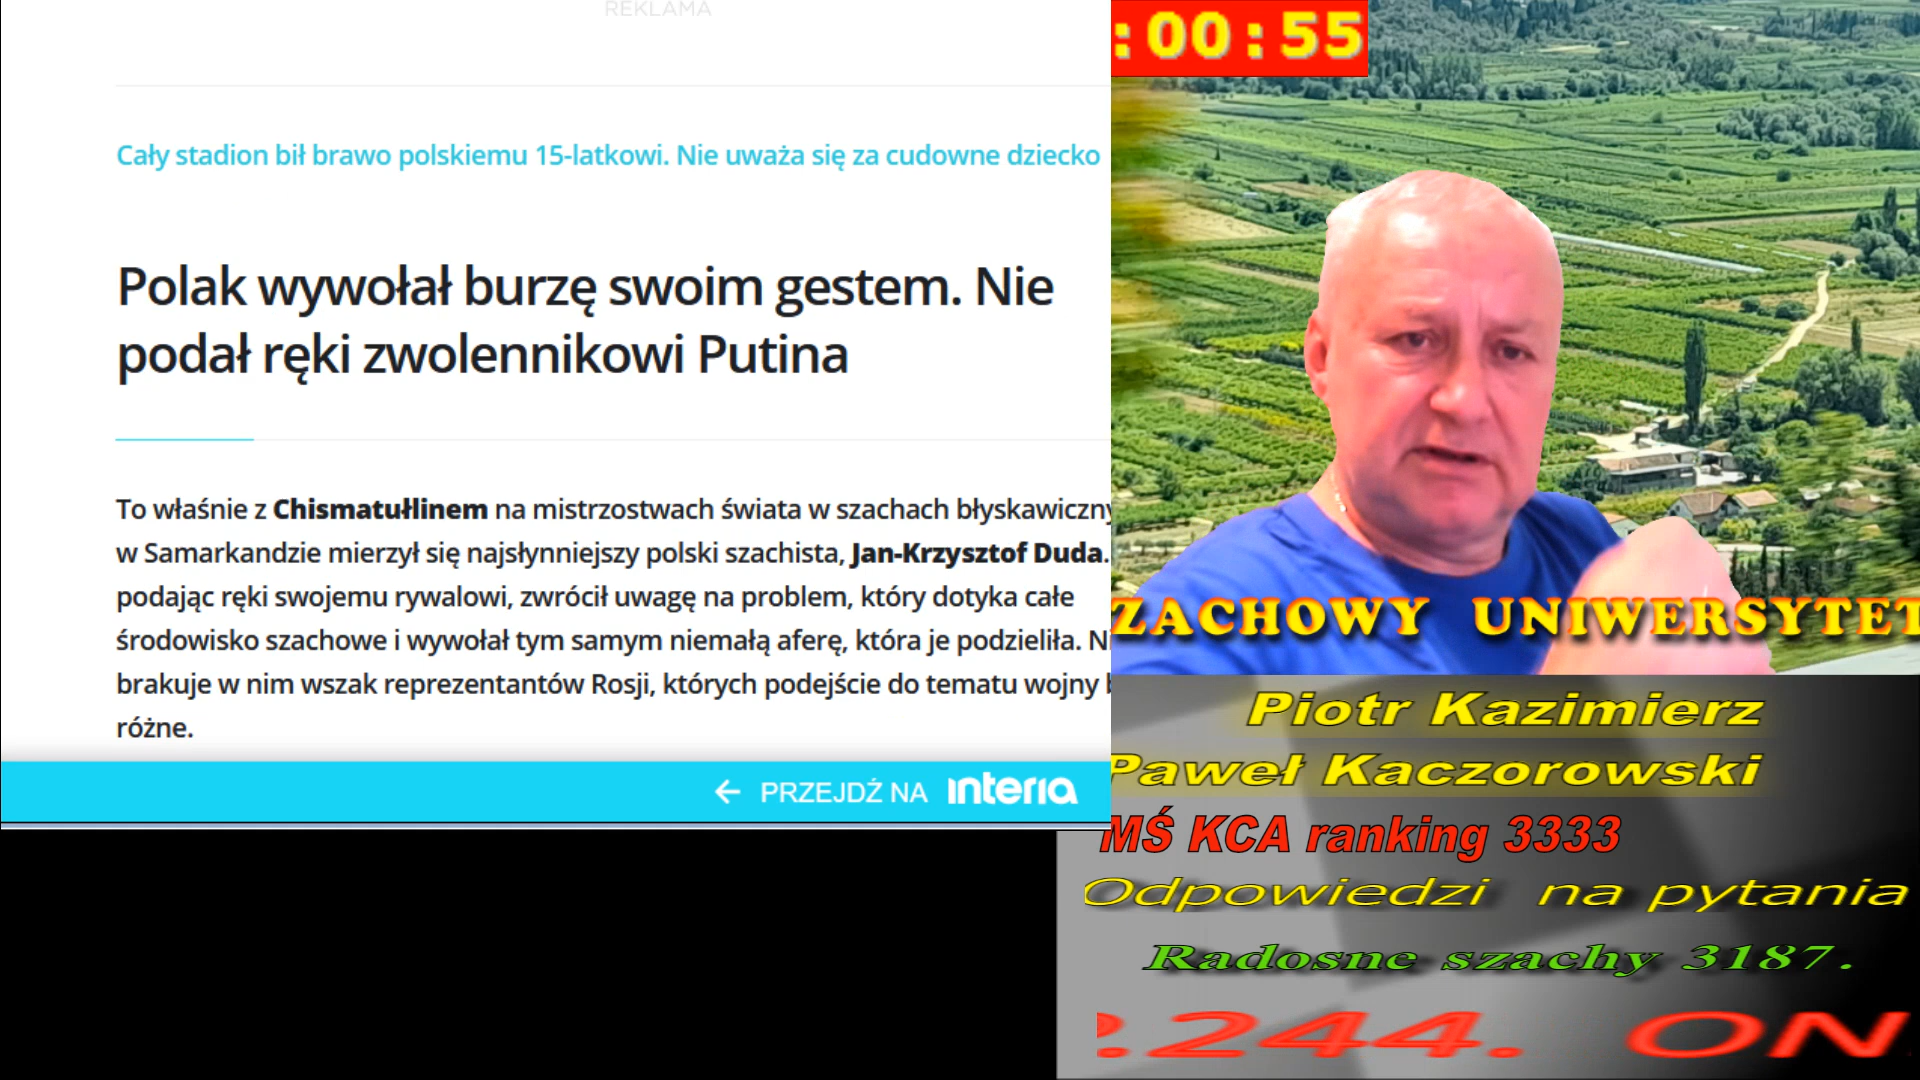 REKLAMA
Cały stadion bił brawo polskiemu 15-latkowi. Nie uważa się za cudowne dziecko
Polak wywołał burzę swoim gestem. Nie
podał ręki zwolennikowi Putina
To właśnie z Chismatułlinem na mistrzostwach świata w szachach błyskawiczny
w Samarkandzie mierzył się najsłynniejszy polski szachista, Jan-Krzysztof Duda.
podając ręki swojemu rywalowi, zwrócił uwagę na problem, który dotyka całe
środowisko szachowe i wywołał tym samym niemałą aferę, która je podzieliła. N
brakuje w nim wszak reprezentantów Rosji, których podejście do tematu wojny b
różne.
← PRZEJDŹ NA interia
:00:55
ZACHOWY UNIWERSYTET
Piotr Kazimierz
Paweł Kaczorowski
MŚ KCA ranking 3333
Odpowiedzi na pytania
Radosne szachy 3187.
244. ON